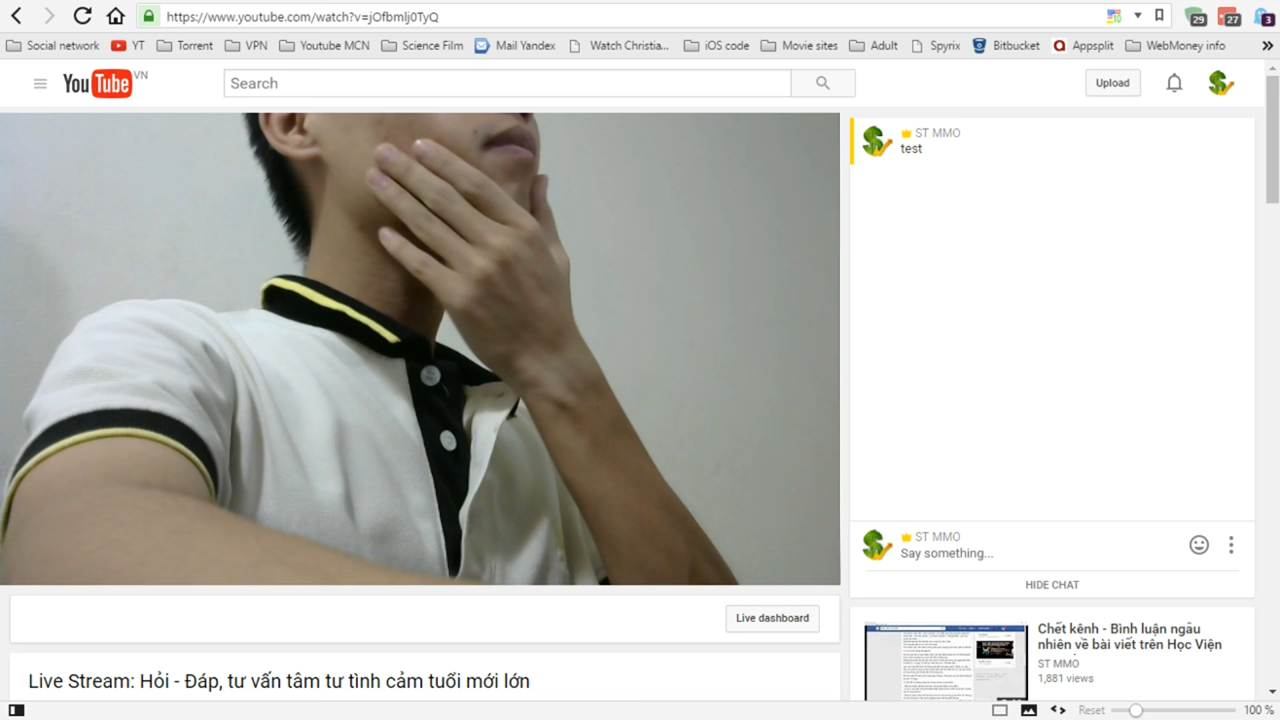 https://www.youtube.com/watch?v=jOfbmIj0TyQ
29
27
3
Social network
YT
Torrent
VPN
Youtube MCN
Science Film
Mail Yandex
Watch Christia...
iOS code
Movie sites
Adult
Spyrix
Bitbucket
Appsplit
WebMoney info
YouTube VN
Search
Upload
ST MMO
test
ST MMO
Say something...
HIDE CHAT
Live dashboard
Chết kênh - Bình luận ngẫu
nhiên về bài viết trên Học Viện
ST MMO
1,881 views
Live Stream: Hỏi - Đáp và tâm tư tình cảm tuổi mới lớn
Reset
100 %